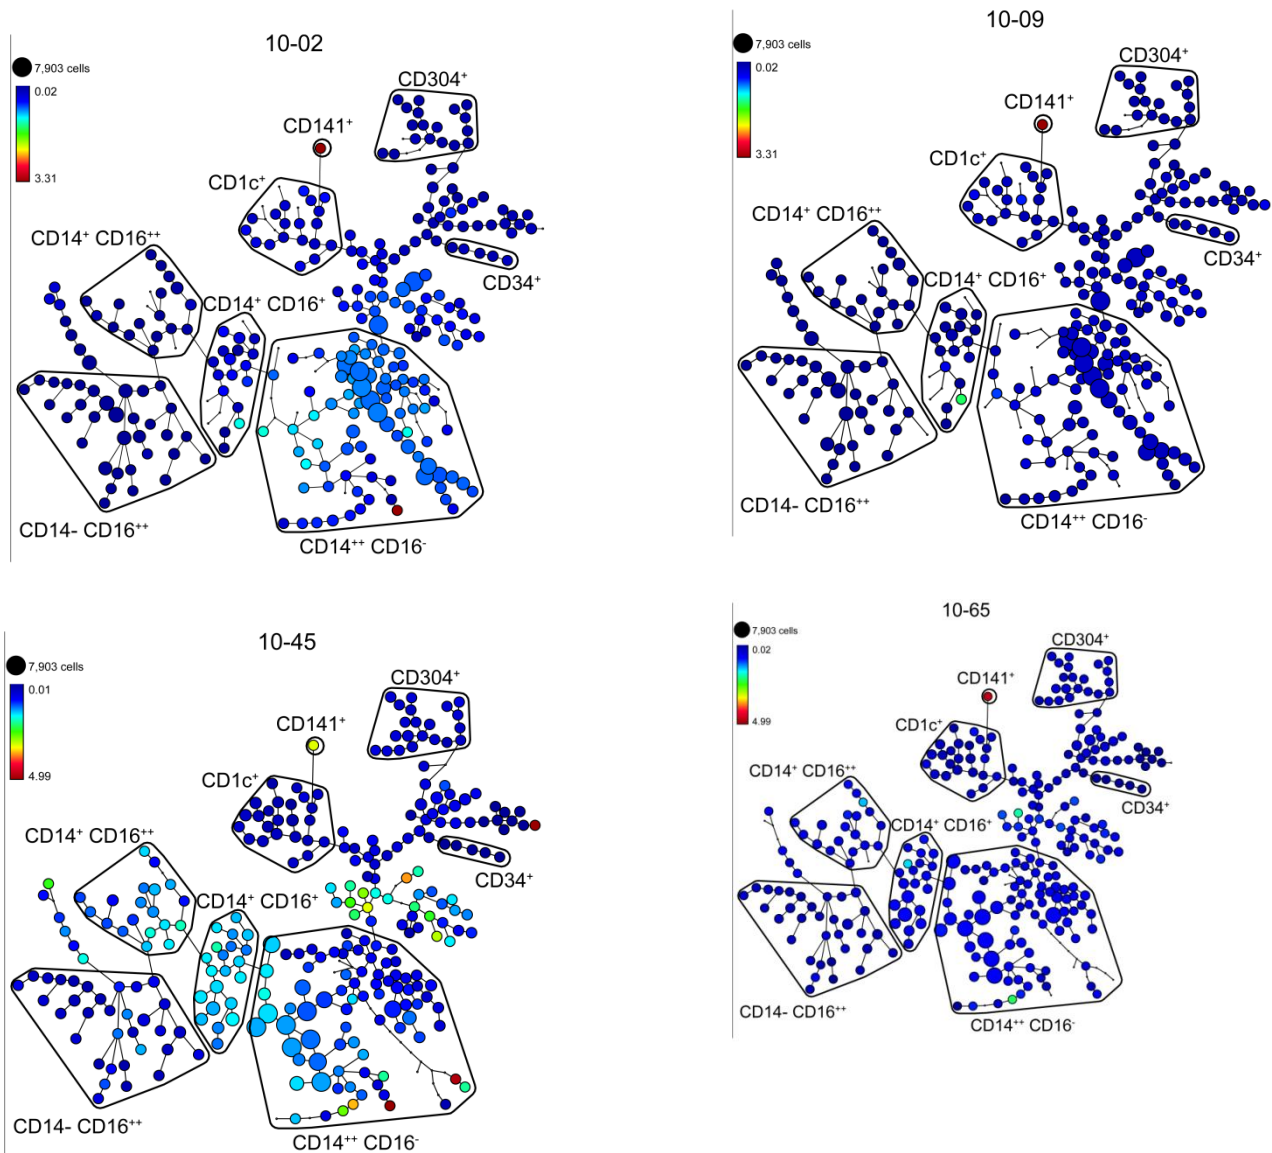 10-02
7,903 cells
0.02
3.31
CD304⁺
CD141⁺
CD1c⁺
CD14⁺ CD16⁺⁺
CD14⁺ CD16⁺
CD34⁺
CD14- CD16⁺⁺
CD14⁺⁺ CD16⁻
10-09
7,903 cells
0.02
3.31
CD304⁺
CD141⁺
CD1c⁺
CD14⁺ CD16⁺⁺
CD14⁺ CD16⁺
CD34⁺
CD14- CD16⁺⁺
CD14⁺⁺ CD16⁻
10-45
7,903 cells
0.01
4.99
CD304⁺
CD141⁺
CD1c⁺
CD14⁺ CD16⁺⁺
CD14⁺ CD16⁺
CD34⁺
CD14- CD16⁺⁺
CD14⁺⁺ CD16⁻
10-65
7,903 cells
0.02
4.99
CD304⁺
CD141⁺
CD1c⁺
CD14⁺ CD16⁺⁺
CD14⁺ CD16⁺
CD34⁺
CD14- CD16⁺⁺
CD14⁺⁺ CD16⁻